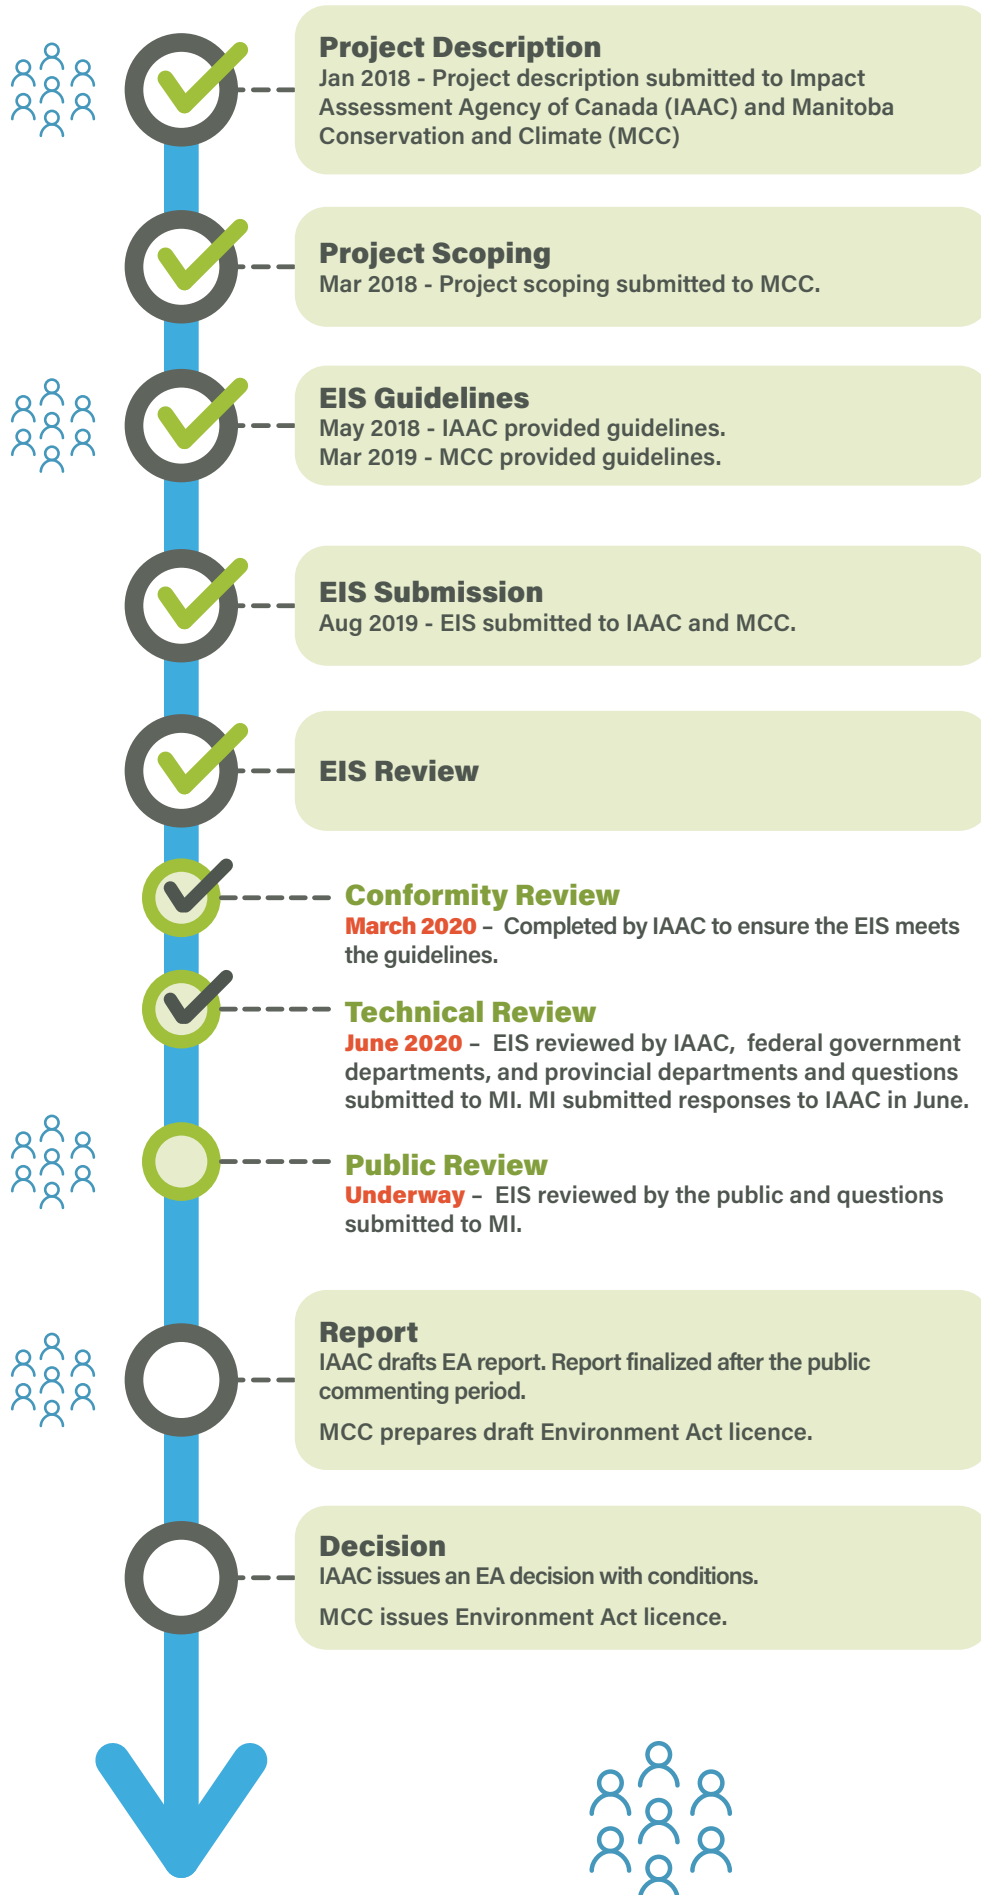 Project Description
Jan 2018 - Project description submitted to Impact
Assessment Agency of Canada (IAAC) and Manitoba
Conservation and Climate (MCC)
Project Scoping
Mar 2018 - Project scoping submitted to MCC.
EIS Guidelines
May 2018 - IAAC provided guidelines.
Mar 2019 - MCC provided guidelines.
EIS Submission
Aug 2019 - EIS submitted to IAAC and MCC.
EIS Review
Conformity Review
March 2020 – Completed by IAAC to ensure the EIS meets
the guidelines.
Technical Review
June 2020 – EIS reviewed by IAAC, federal government
departments, and provincial departments and questions
submitted to MI. MI submitted responses to IAAC in June.
Public Review
Underway – EIS reviewed by the public and questions
submitted to MI.
Report
IAAC drafts EA report. Report finalized after the public
commenting period.
MCC prepares draft Environment Act licence.
Decision
IAAC issues an EA decision with conditions.
MCC issues Environment Act licence.